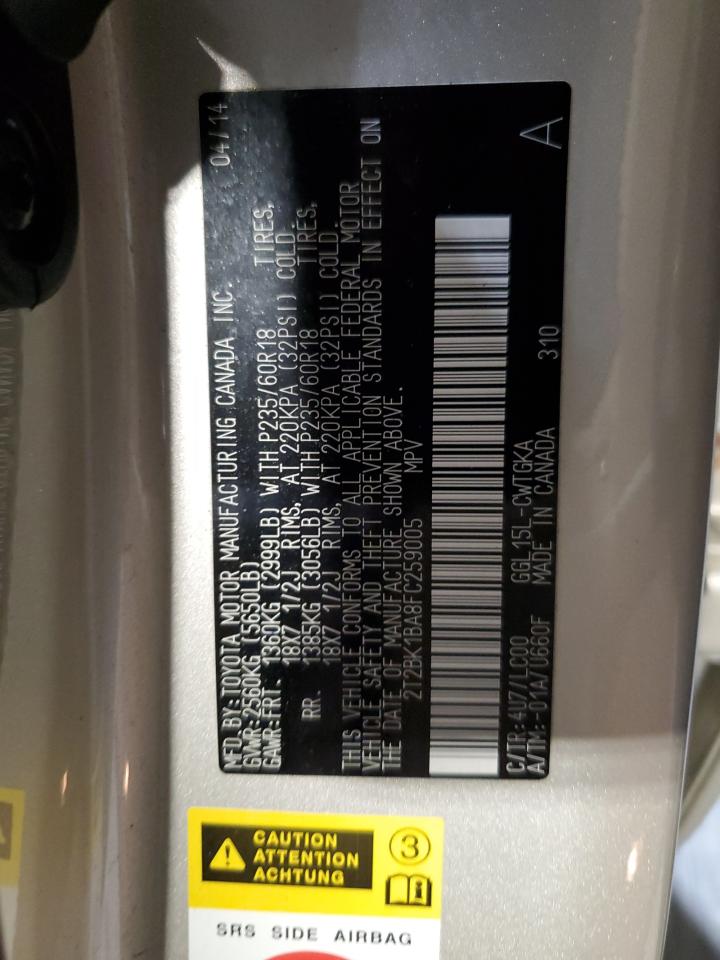 MFD.BY:TOYOTA MOTOR MANUFACTURING CANADA INC. 04/14
GVWR:2560KG(5650LB)
GAWR:FRT. 1360KG (2999LB) WITH P235/60R18 TIRES,
18X7 1/2J RIMS, AT 220KPA (32PSI) COLD.
RR. 1385KG (3056LB) WITH P235/60R18 TIRES,
18X7 1/2J RIMS, AT 220KPA (32PSI) COLD.
THIS VEHICLE CONFORMS TO ALL APPLICABLE FEDERAL MOTOR
VEHICLE SAFETY AND THEFT PREVENTION STANDARDS IN EFFECT ON
THE DATE OF MANUFACTURE SHOWN ABOVE.
2T2BK1BA8FC259005 MPV
C/TR:4U7/LC00 GGL15L-CWTGKA
A/TM:-01A/U660F MADE IN CANADA 310 A
CAUTION
ATTENTION
ACHTUNG
3
SRS SIDE AIRBAG